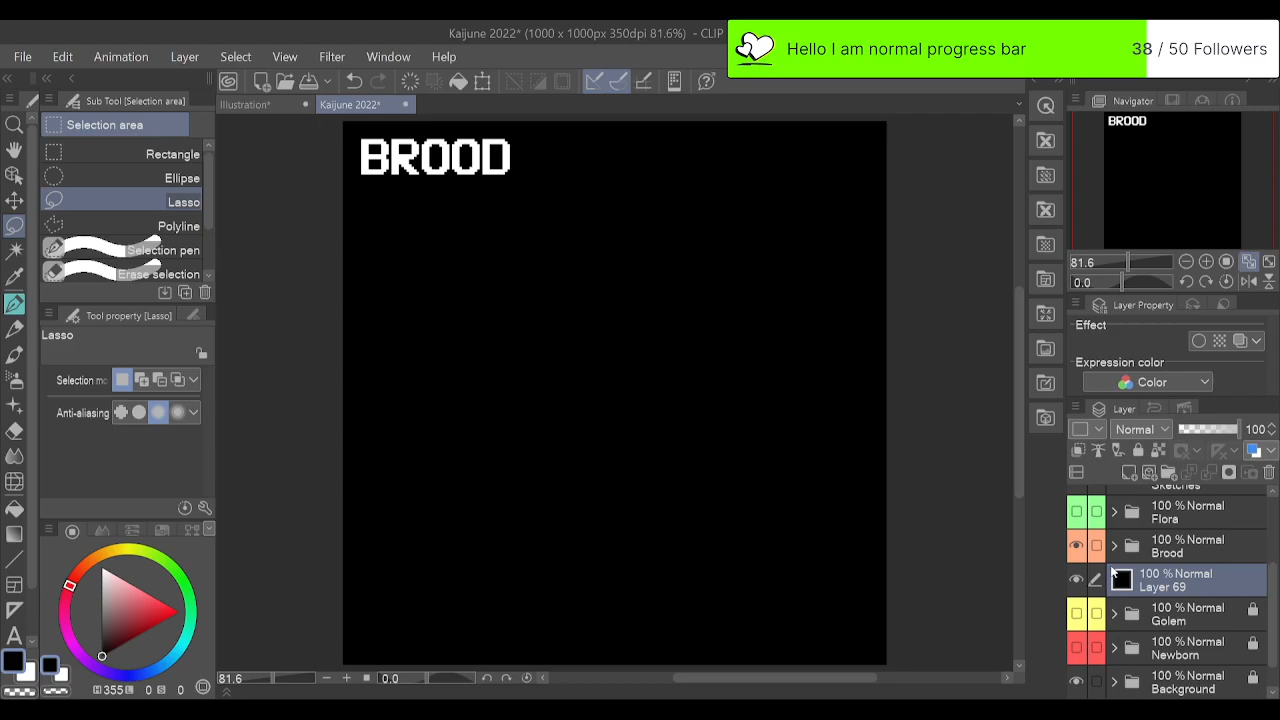 Kaijune 2022* (1000 x 1000px 350dpi 81.6%) - CLIP
Hello I am normal progress bar
38 / 50 Followers
File Edit Animation Layer Select View Filter Window Help
Sub Tool [Selection area]
Illustration*
Kaijune 2022*
Navigator
Selection area
Rectangle
Ellipse
Lasso
Polyline
Selection pen
Erase selection
BROOD
BROOD
81.6
0.0
Tool property [Lasso]
Lasso
Selection mo
Anti-aliasing
Layer Property
Effect
Expression color
Color
Layer
Normal
100
Sketches
100 % Normal
Flora
100 % Normal
Brood
100 % Normal
Layer 69
100 % Normal
Golem
100 % Normal
Newborn
100 % Normal
Background
A
H 355 L 0 S 0
81.6
0.0